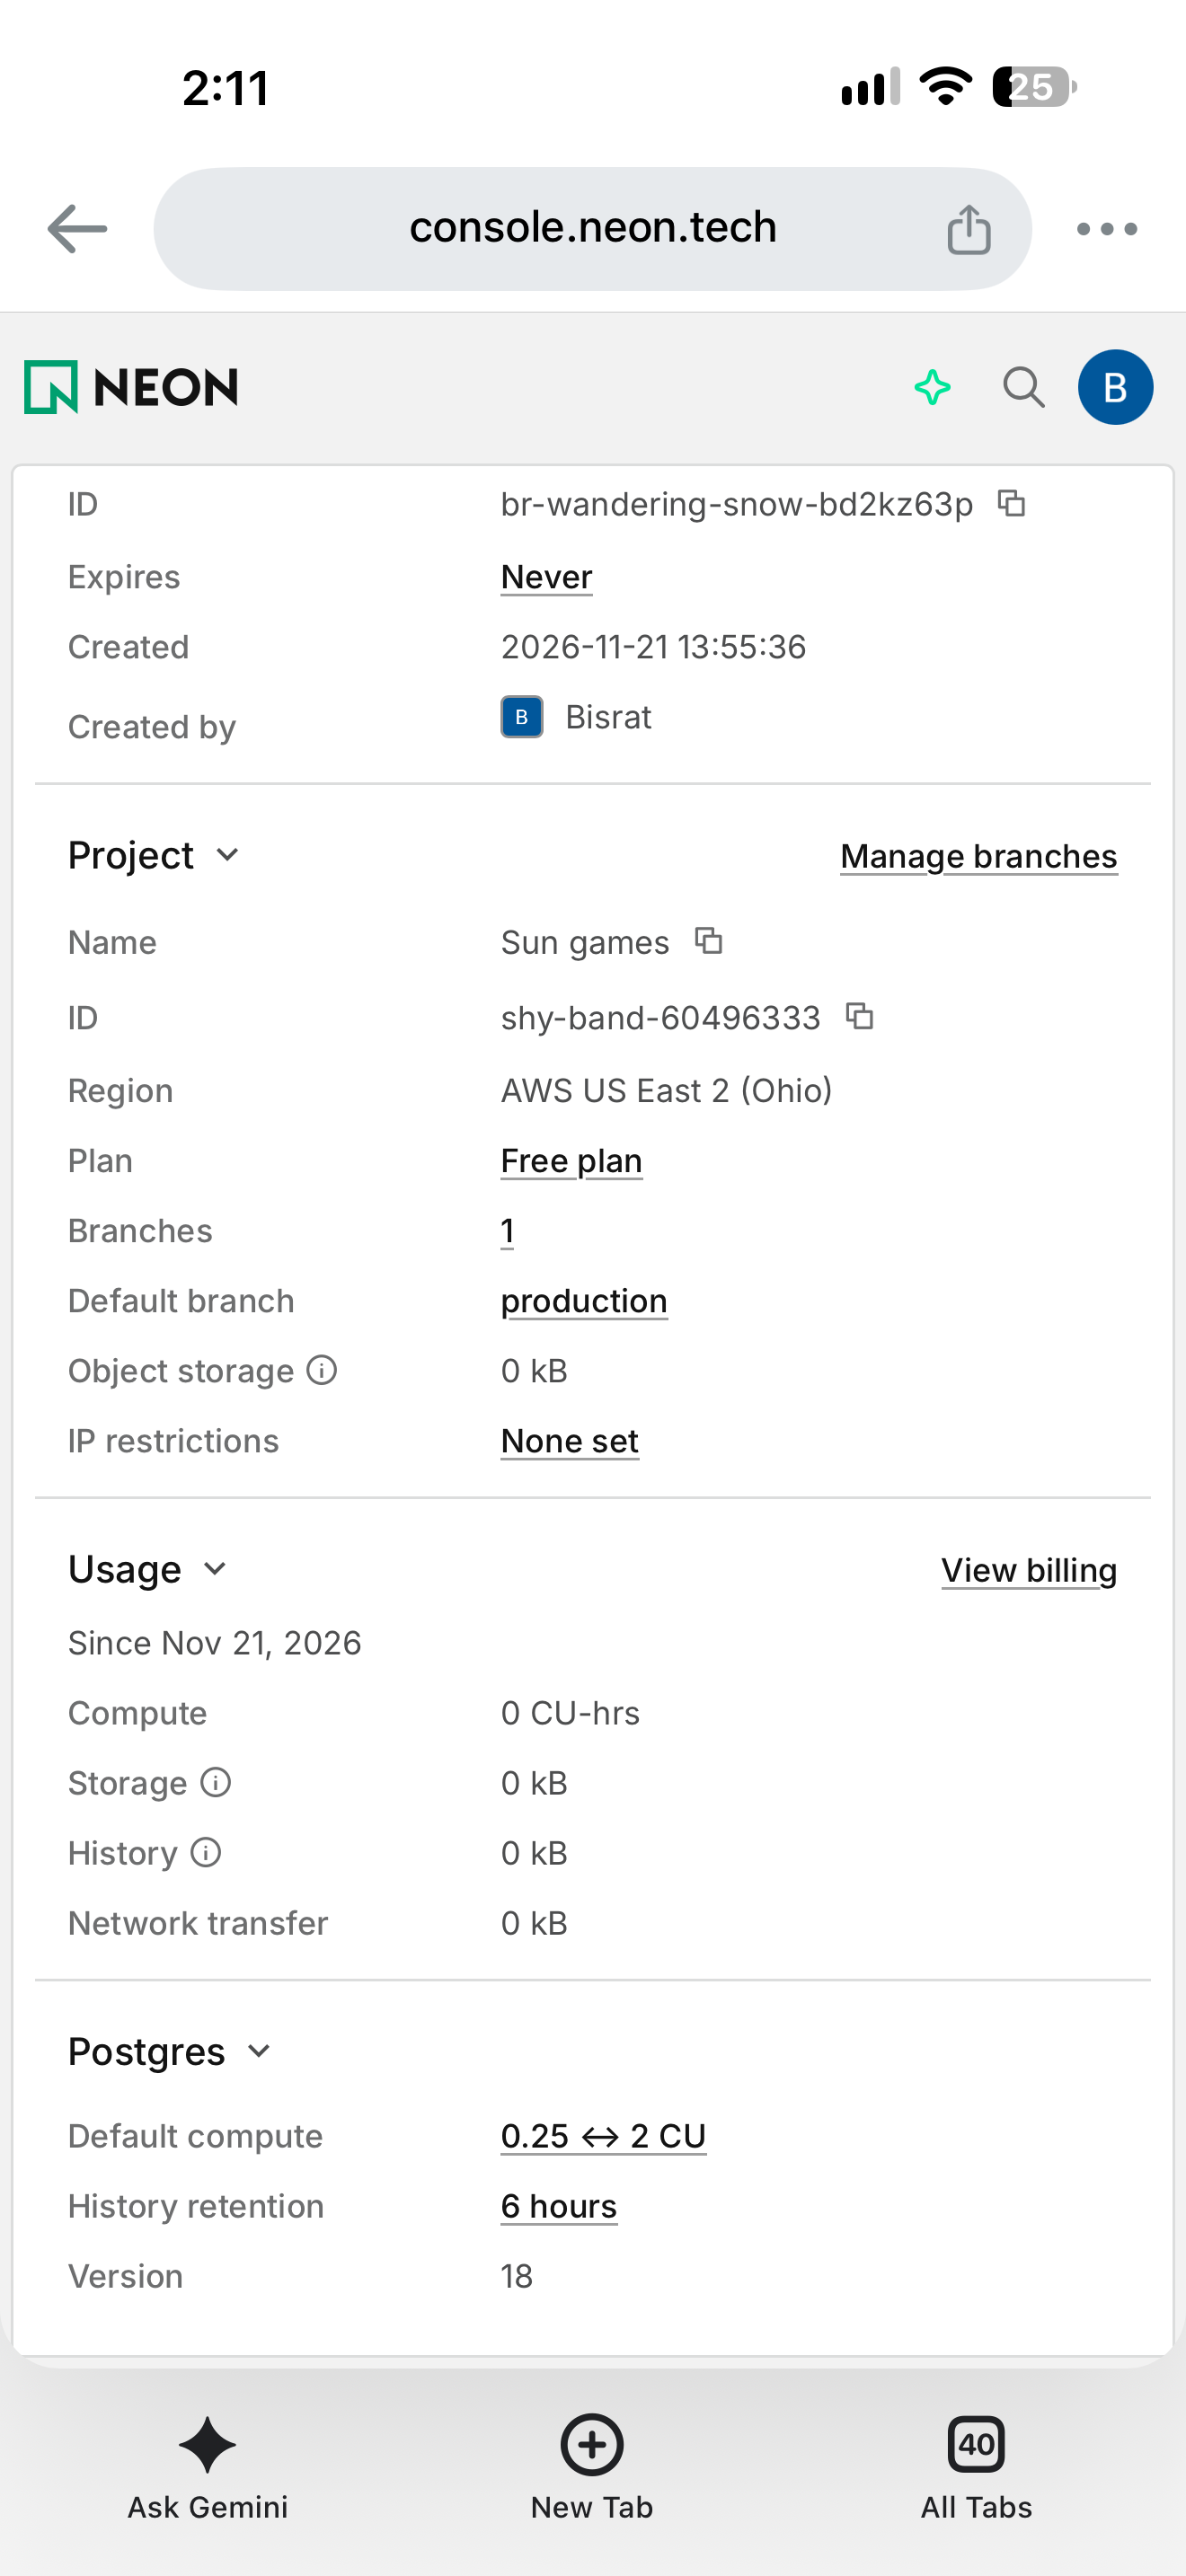 2:11
25
console.neon.tech
NEON
B
ID br-wandering-snow-bd2kz63p
Expires Never
Created 2026-11-21 13:55:36
Created by B Bisrat
Project Manage branches
Name Sun games
ID shy-band-60496333
Region AWS US East 2 (Ohio)
Plan Free plan
Branches 1
Default branch production
Object storage 0 kB
IP restrictions None set
Usage View billing
Since Nov 21, 2026
Compute 0 CU-hrs
Storage 0 kB
History 0 kB
Network transfer 0 kB
Postgres
Default compute 0.25 ↔ 2 CU
History retention 6 hours
Version 18
40
Ask Gemini New Tab All Tabs